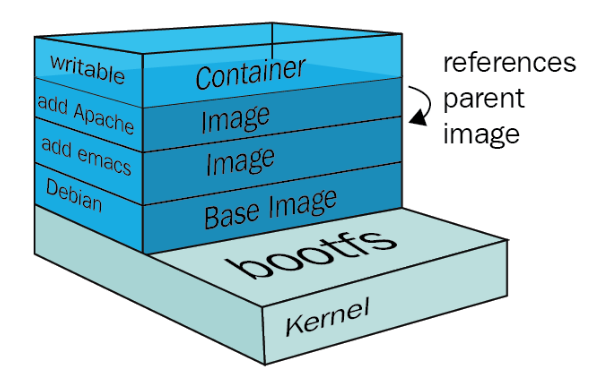 writable
Container
references
parent
image
add Apache
Image
add emacs
Image
Debian
Base Image
bootfs
Kernel